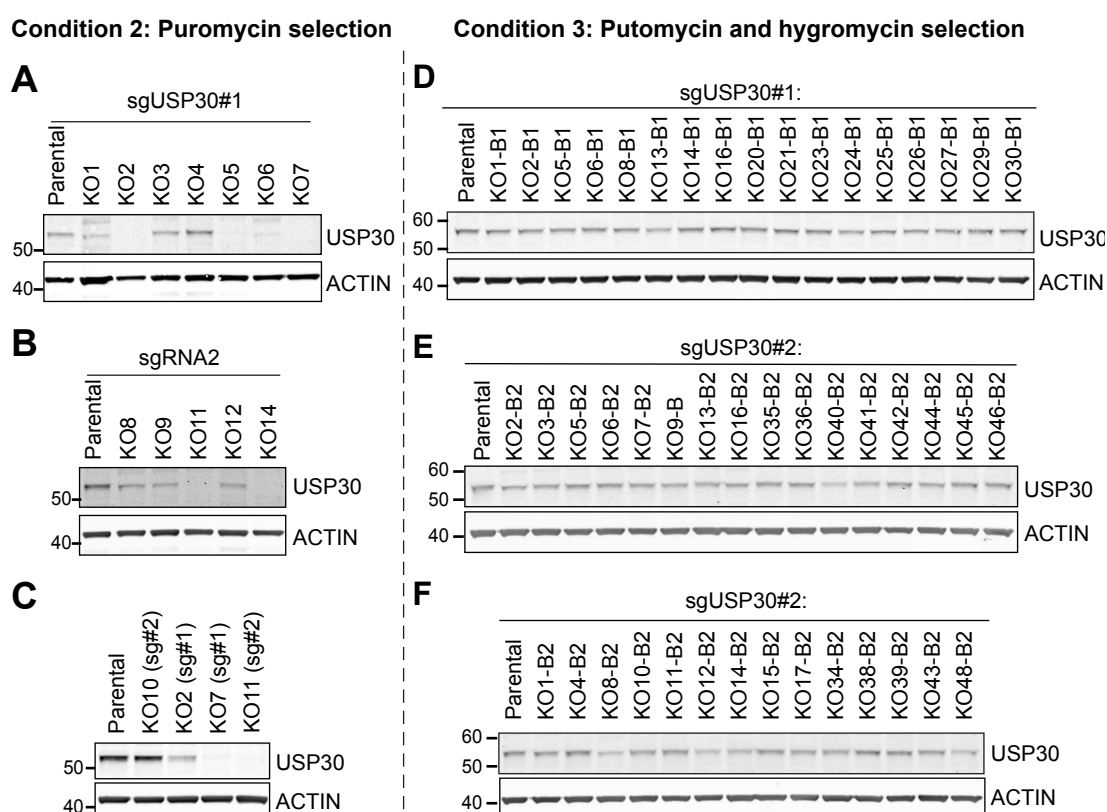 Condition 2: Puromycin selection
Condition 3: Putomycin and hygromycin selection
A
sgUSP30#1
Parental
KO1
KO2
KO3
KO4
KO5
KO6
KO7
50
USP30
40
ACTIN
B
sgRNA2
Parental
KO8
KO9
KO11
KO12
KO14
50
USP30
40
ACTIN
C
Parental
KO10 (sg#2)
KO2 (sg#1)
KO7 (sg#1)
KO11 (sg#2)
50
USP30
40
ACTIN
D
sgUSP30#1:
Parental
KO1-B1
KO2-B1
KO5-B1
KO6-B1
KO8-B1
KO13-B1
KO14-B1
KO16-B1
KO20-B1
KO21-B1
KO23-B1
KO24-B1
KO25-B1
KO26-B1
KO27-B1
KO29-B1
KO30-B1
60
50
USP30
40
ACTIN
E
sgUSP30#2:
Parental
KO2-B2
KO3-B2
KO5-B2
KO6-B2
KO7-B2
KO9-B
KO13-B2
KO16-B2
KO35-B2
KO36-B2
KO40-B2
KO41-B2
KO42-B2
KO44-B2
KO45-B2
KO46-B2
60
50
USP30
40
ACTIN
F
sgUSP30#2:
Parental
KO1-B2
KO4-B2
KO8-B2
KO10-B2
KO11-B2
KO12-B2
KO14-B2
KO15-B2
KO17-B2
KO34-B2
KO38-B2
KO39-B2
KO43-B2
KO48-B2
60
50
USP30
40
ACTIN